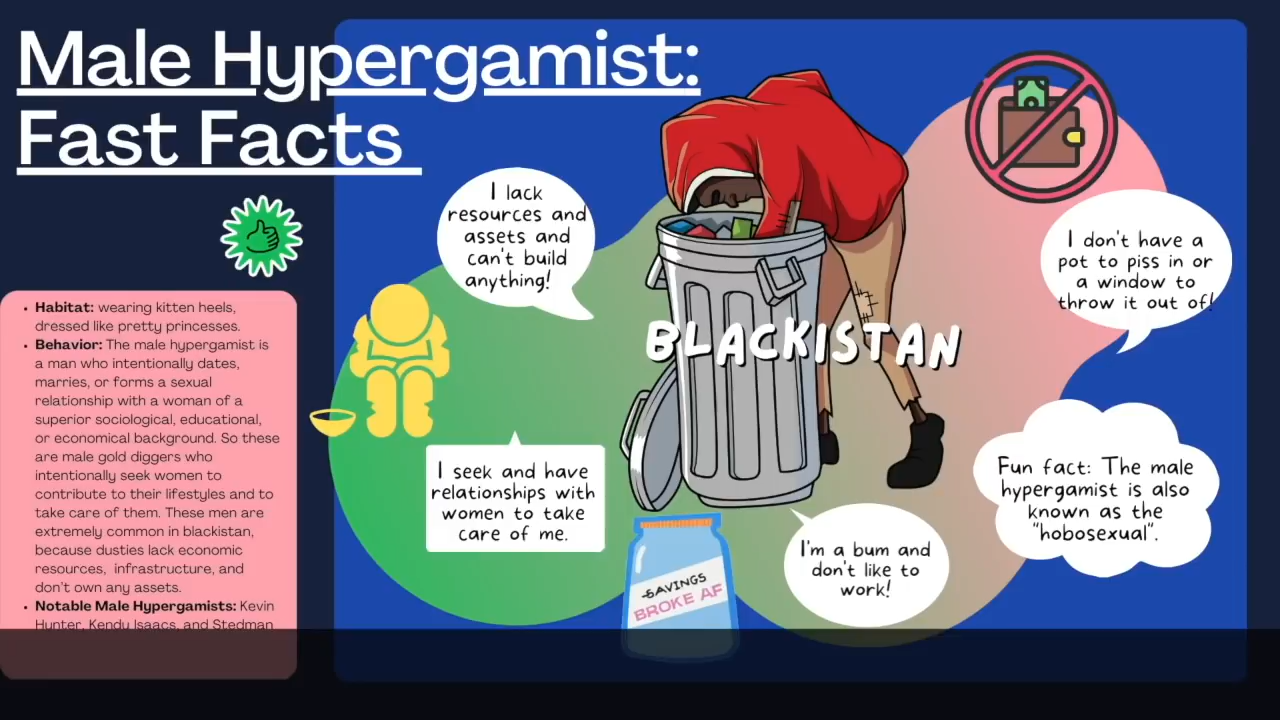 Male Hypergamist:
Fast Facts
I lack
resources and
assets and
can't build
anything!
I don't have a
pot to piss in or
a window to
throw it out of!
• Habitat: wearing kitten heels,
dressed like pretty princesses.
• Behavior: The male hypergamist is
a man who intentionally dates,
marries, or forms a sexual
relationship with a woman of a
superior sociological, educational,
or economical background. So these
are male gold diggers who
intentionally seek women to
contribute to their lifestyles and to
take care of them. These men are
extremely common in blackistan,
because dusties lack economic
resources, infrastructure, and
don't own any assets.
• Notable Male Hypergamists: Kevin
Hunter, Kendu Isaacs, and Stedman
BLACKISTAN
I seek and have
relationships with
women to take
care of me.
Fun fact: The male
hypergamist is also
known as the
"hobosexual".
I'm a bum and
don't like to
work!
SAVINGS
BROKE AF